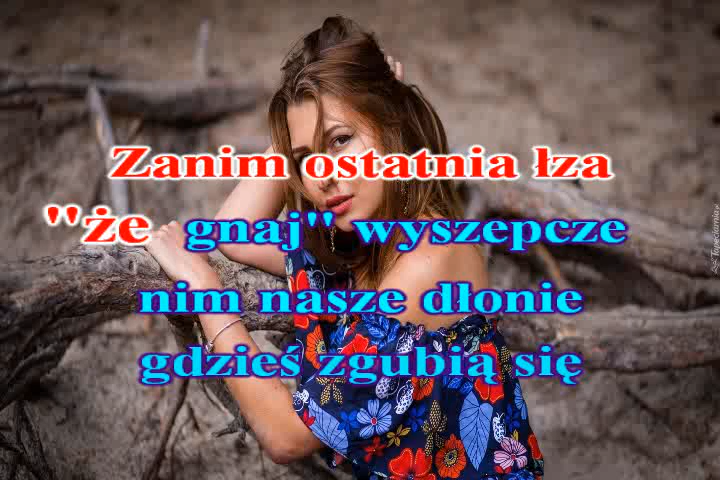 Zanim ostatnia łza
"że gnaj" wyszepcze
nim nasze dłonie
gdzieś zgubią się